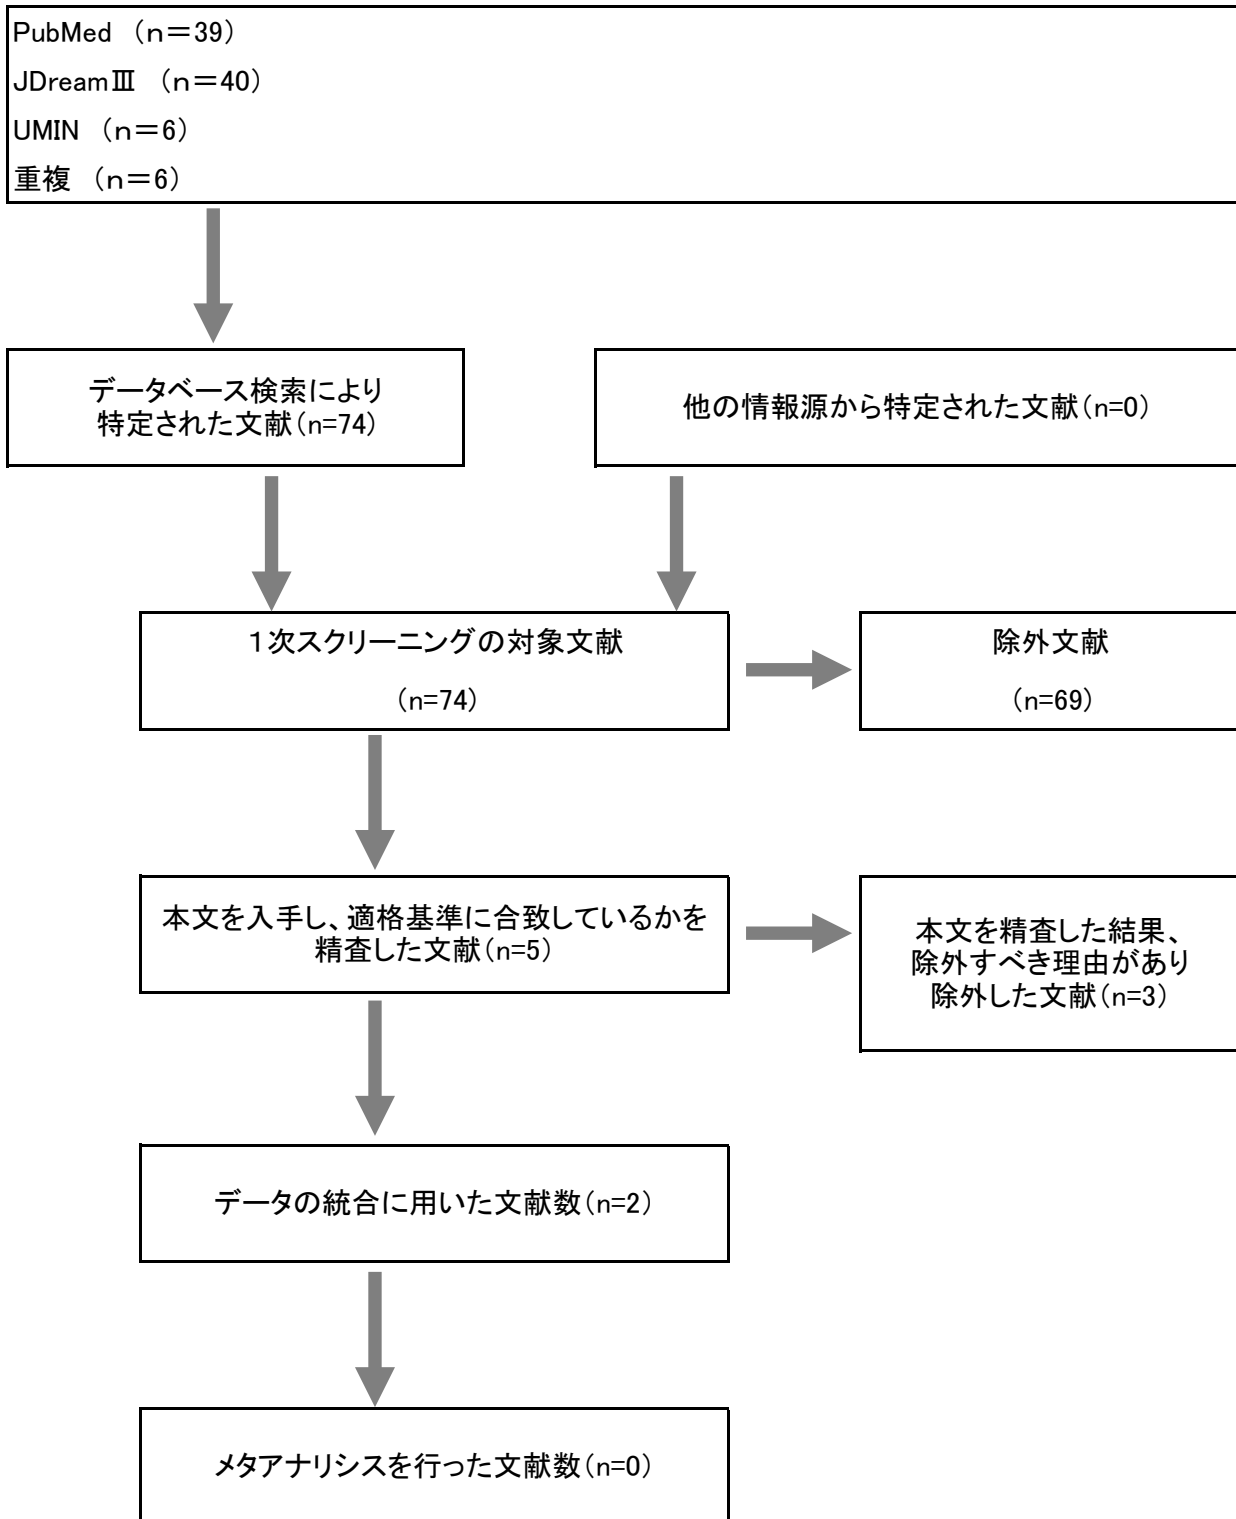 PubMed （n＝39）
JDreamⅢ （n＝40）
UMIN （n＝6）
重複 （n＝6）
データベース検索により
特定された文献（n=74）
他の情報源から特定された文献（n=0）
１次スクリーニングの対象文献
（n=74）
除外文献
（n=69）
本文を入手し、適格基準に合致しているかを
精査した文献（n=5）
本文を精査した結果、
除外すべき理由があり
除外した文献（n=3）
データの統合に用いた文献数（n=2）
メタアナリシスを行った文献数（n=0）